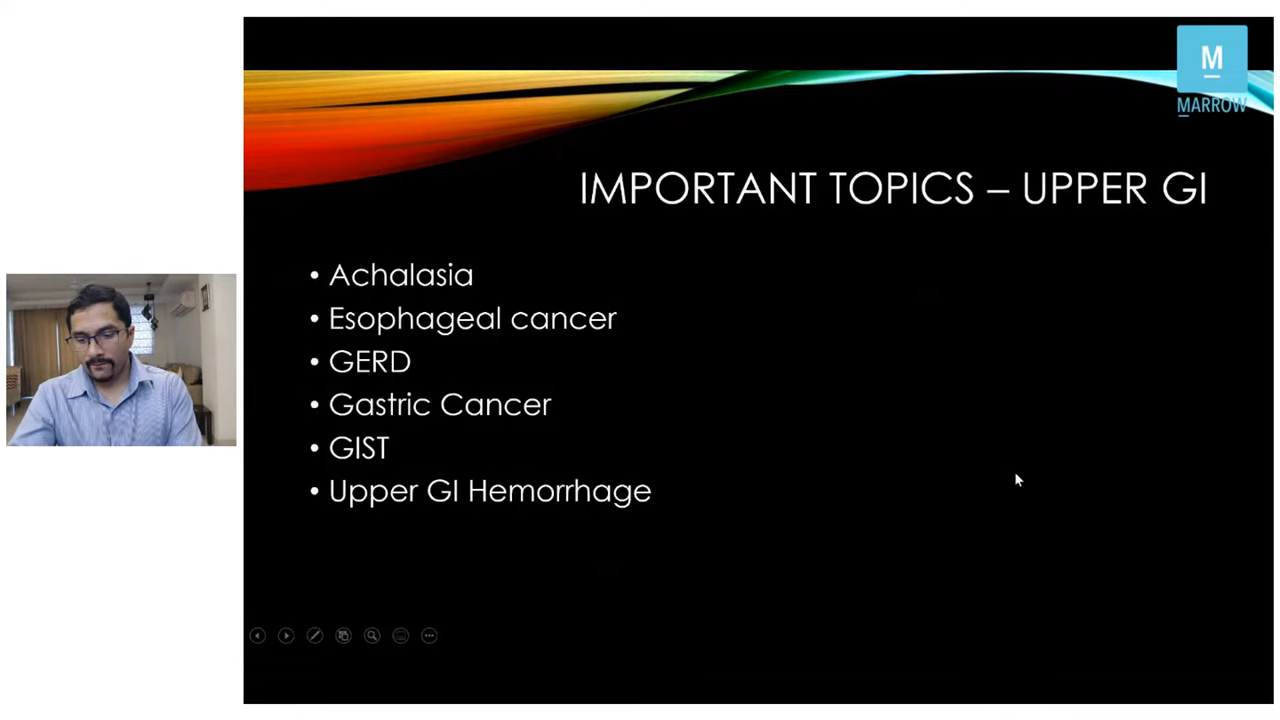 M
MARROW
IMPORTANT TOPICS – UPPER GI
• Achalasia
• Esophageal cancer
• GERD
• Gastric Cancer
• GIST
• Upper GI Hemorrhage